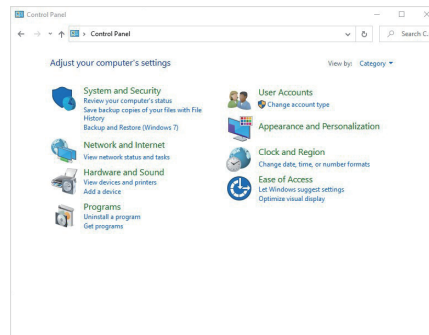 Control Panel
Control Panel
Search C
Adjust your computer's settings
View by: Category
System and Security
Review your computer's status
Save backup copies of your files with File
History
Backup and Restore (Windows 7)
Network and Internet
View network status and tasks
Hardware and Sound
View devices and printers
Add a device
Programs
Uninstall a program
Get programs
User Accounts
Change account type
Appearance and Personalization
Clock and Region
Change date, time, or number formats
Ease of Access
Let Windows suggest settings
Optimize visual display